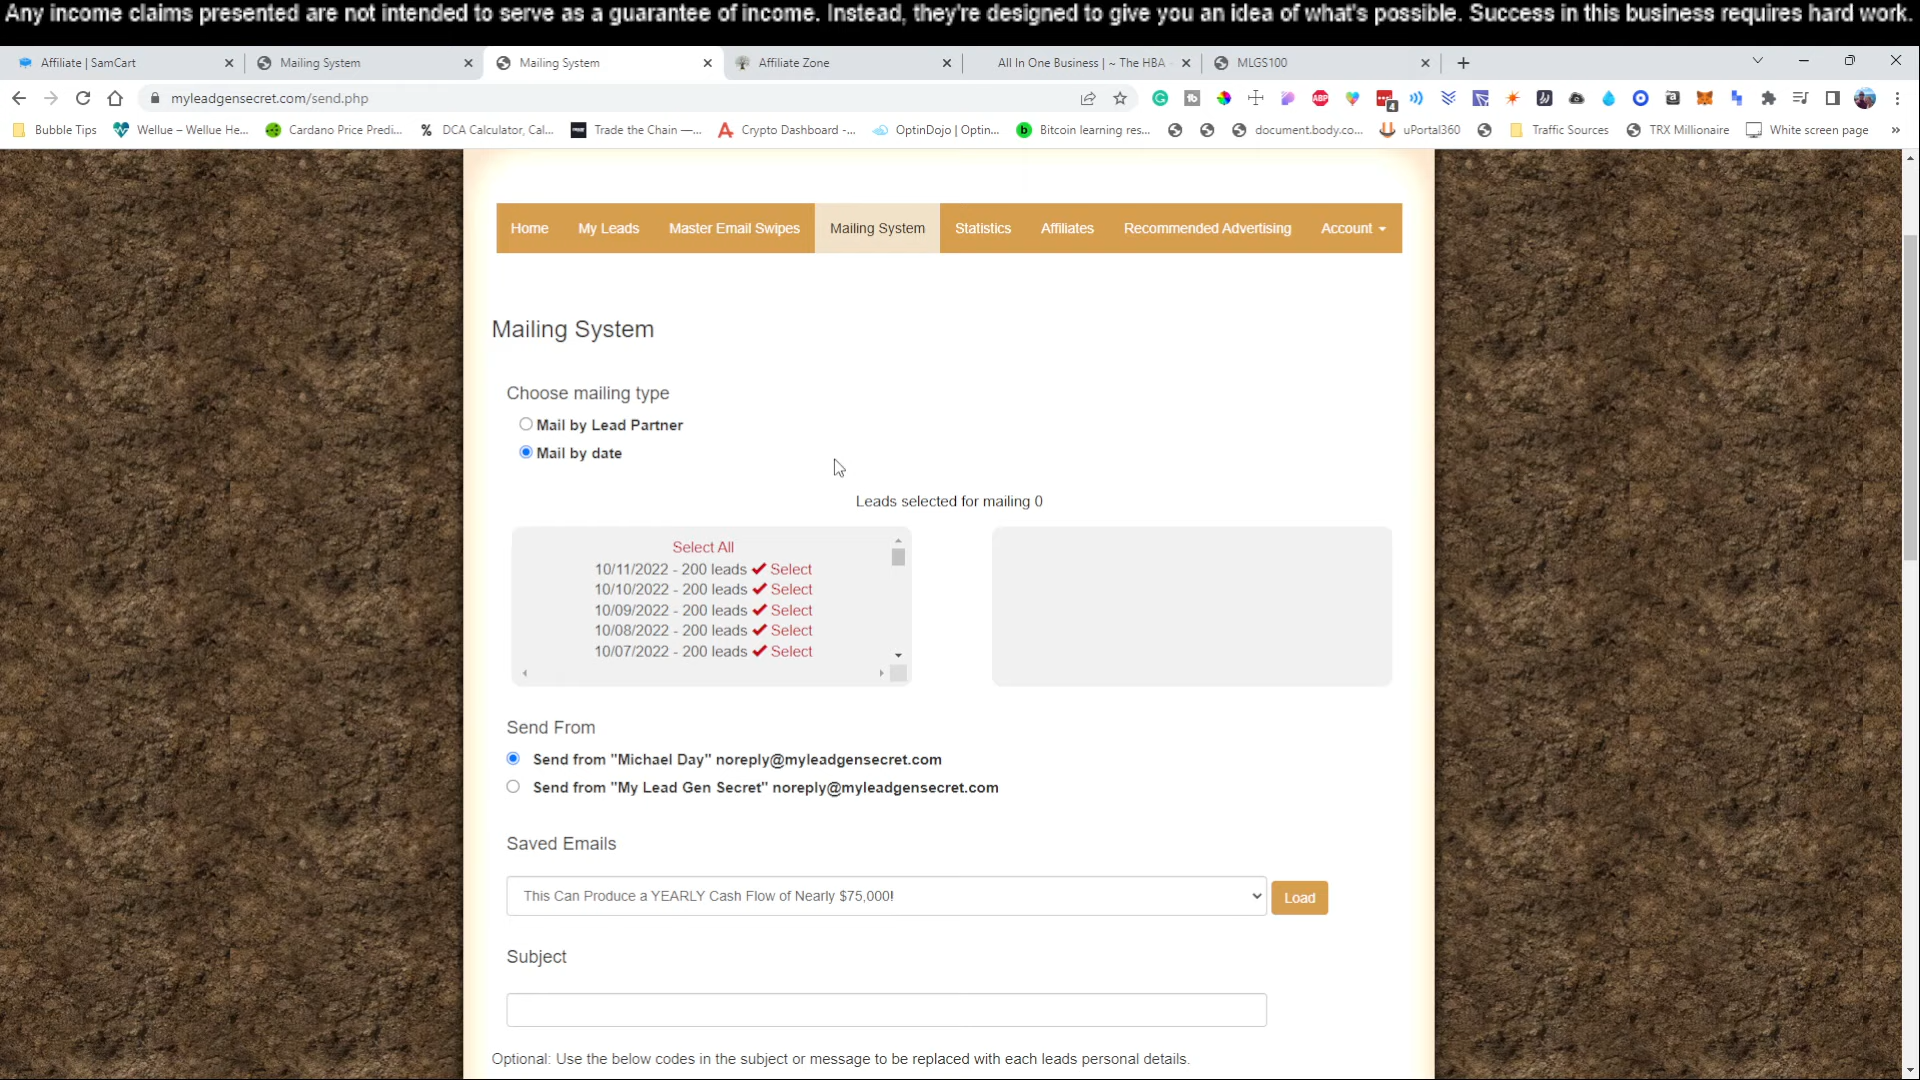 Any income claims presented are not intended to serve as a guarantee of income. Instead, they're designed to give you an idea of what's possible. Success in this business requires hard work.
Affiliate | SamCart
Mailing System
Mailing System
Affiliate Zone
All In One Business | ~ The HBA
MLGS100
myleadgensecret.com/send.php
Bubble Tips
Wellue – Wellue He...
Cardano Price Predi...
DCA Calculator, Cal...
Trade the Chain —...
Crypto Dashboard -...
OptinDojo | Optin...
Bitcoin learning res...
document.body.co...
uPortal360
Traffic Sources
TRX Millionaire
White screen page
Home
My Leads
Master Email Swipes
Mailing System
Statistics
Affiliates
Recommended Advertising
Account
Mailing System
Choose mailing type
Mail by Lead Partner
Mail by date
Leads selected for mailing 0
Select All
10/11/2022 - 200 leads ✔ Select
10/10/2022 - 200 leads ✔ Select
10/09/2022 - 200 leads ✔ Select
10/08/2022 - 200 leads ✔ Select
10/07/2022 - 200 leads ✔ Select
Send From
Send from "Michael Day" noreply@myleadgensecret.com
Send from "My Lead Gen Secret" noreply@myleadgensecret.com
Saved Emails
This Can Produce a YEARLY Cash Flow of Nearly $75,000!
Load
Subject
Optional: Use the below codes in the subject or message to be replaced with each leads personal details.